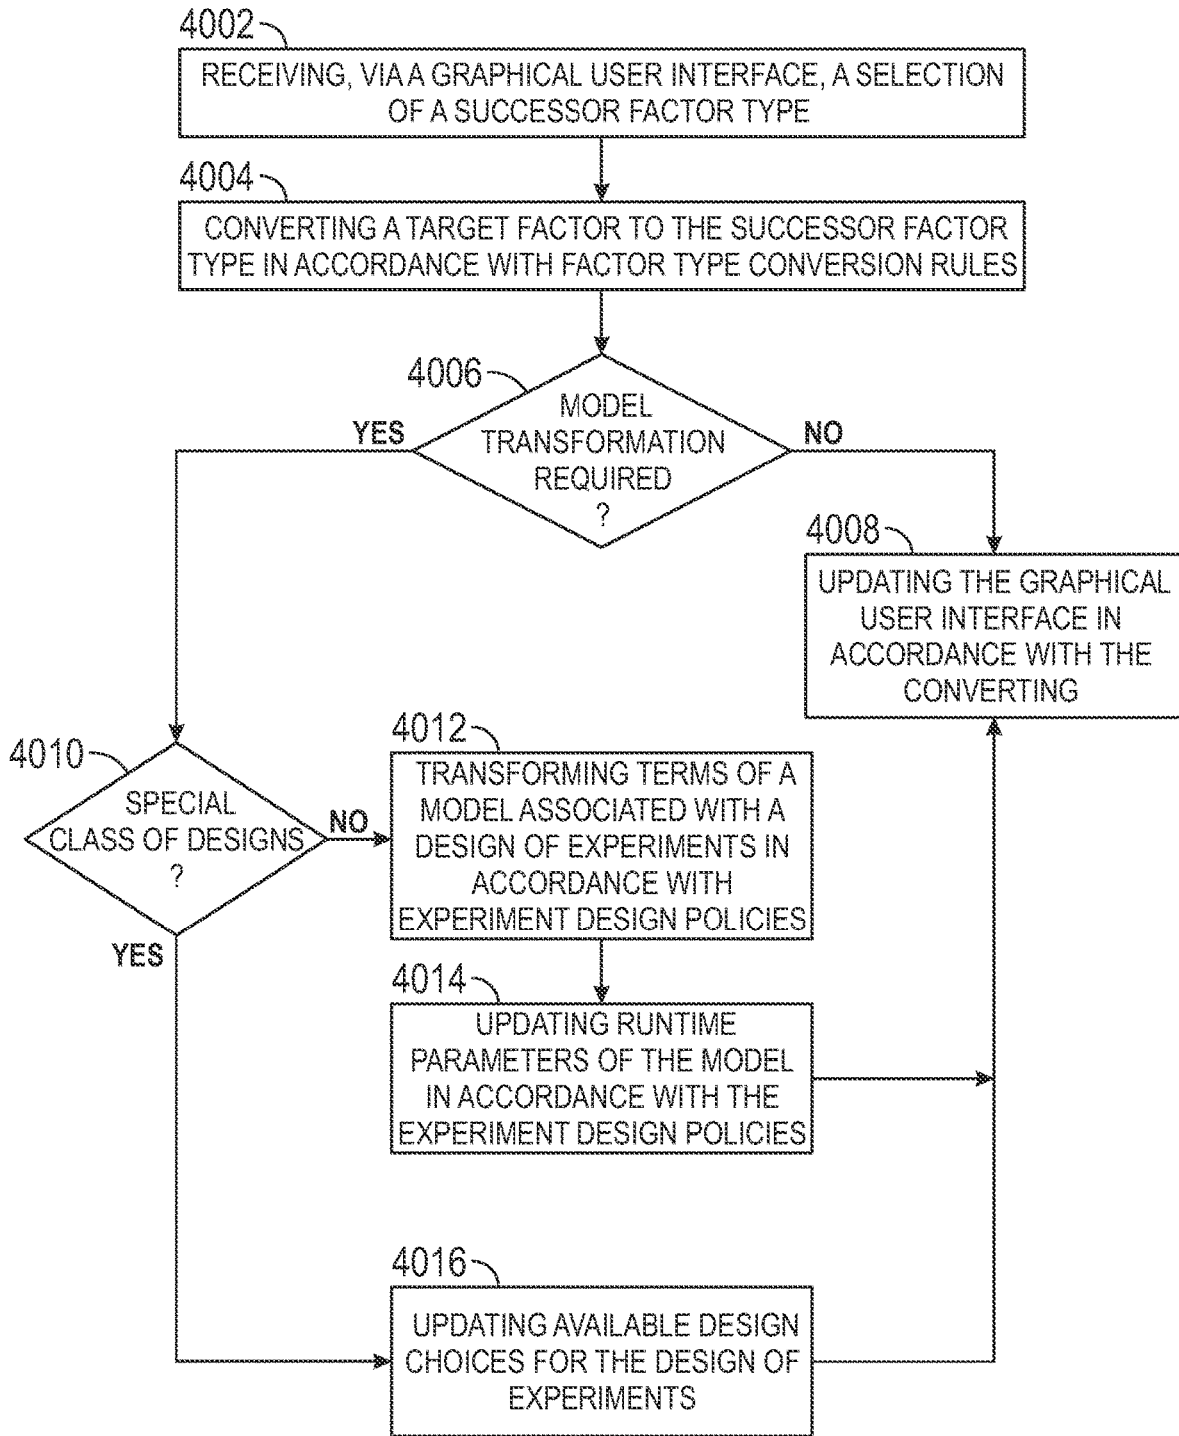 4002
RECEIVING, VIA A GRAPHICAL USER INTERFACE, A SELECTION
OF A SUCCESSOR FACTOR TYPE
4004
CONVERTING A TARGET FACTOR TO THE SUCCESSOR FACTOR
TYPE IN ACCORDANCE WITH FACTOR TYPE CONVERSION RULES
4006
MODEL
TRANSFORMATION
REQUIRED
?
YES
NO
4008
UPDATING THE GRAPHICAL
USER INTERFACE IN
ACCORDANCE WITH THE
CONVERTING
4010
SPECIAL
CLASS OF DESIGNS
?
NO
YES
4012
TRANSFORMING TERMS OF A
MODEL ASSOCIATED WITH A
DESIGN OF EXPERIMENTS IN
ACCORDANCE WITH
EXPERIMENT DESIGN POLICIES
4014
UPDATING RUNTIME
PARAMETERS OF THE MODEL
IN ACCORDANCE WITH THE
EXPERIMENT DESIGN POLICIES
4016
UPDATING AVAILABLE DESIGN
CHOICES FOR THE DESIGN OF
EXPERIMENTS